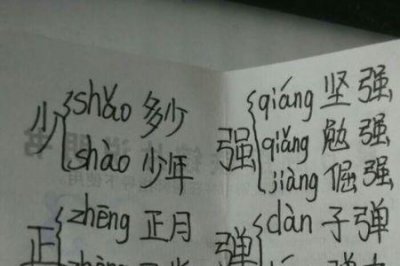 少 shǎo 多少
shào 少年
正 zhēng 正月
强 qiáng 坚强
qiǎng 勉强
jiàng 倔强
弹 dàn 子弹